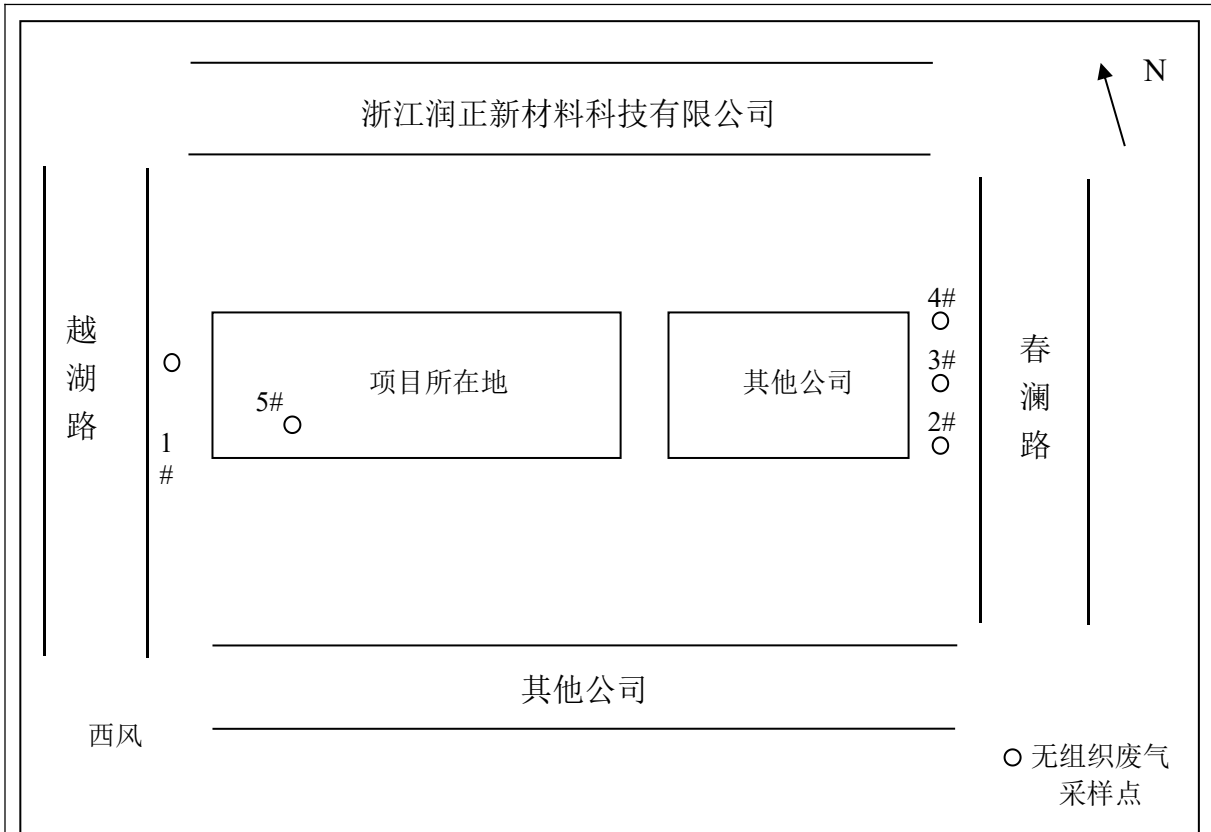 N
浙江润正新材料科技有限公司
越湖路
1#
5#
项目所在地
其他公司
4#
3#
2#
春澜路
其他公司
西风
无组织废气
采样点